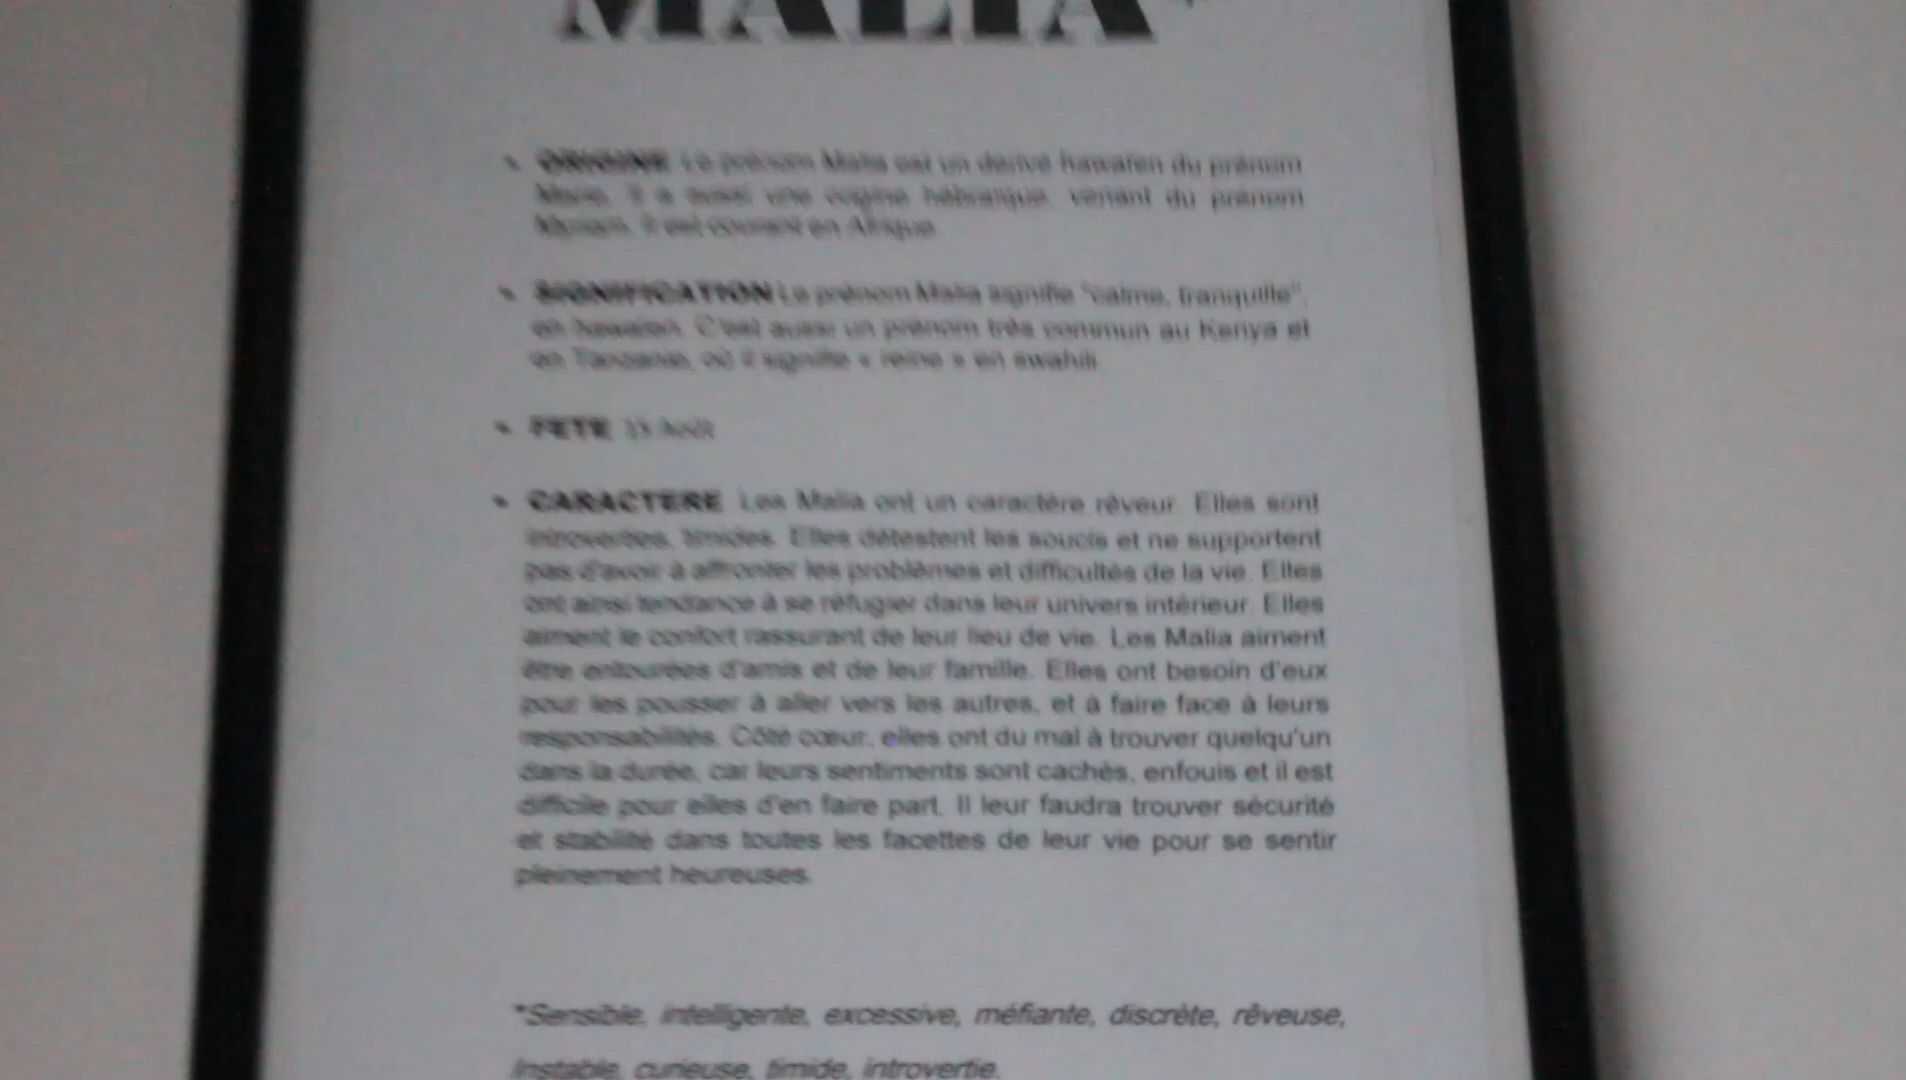 MALIA*
ORIGINE Le prénom Malia est un dérivé hawaïen du prénom
Marie. Il a aussi une origine hébraïque, venant du prénom
Myriam. Il est courant en Afrique.
SIGNIFICATION Le prénom Malia signifie "calme, tranquille",
en hawaïen. C'est aussi un prénom très commun au Kenya et
en Tanzanie, où il signifie « reine » en swahili.
FETE 15 Août
CARACTERE Les Malia ont un caractère rêveur. Elles sont
introverties, timides. Elles détestent les soucis et ne supportent
pas d'avoir à affronter les problèmes et difficultés de la vie. Elles
ont ainsi tendance à se réfugier dans leur univers intérieur. Elles
aiment le confort rassurant de leur lieu de vie. Les Malia aiment
être entourées d'amis et de leur famille. Elles ont besoin d'eux
pour les pousser à aller vers les autres, et à faire face à leurs
responsabilités. Côté cœur, elles ont du mal à trouver quelqu'un
dans la durée, car leurs sentiments sont cachés, enfouis et il est
difficile pour elles d'en faire part. Il leur faudra trouver sécurité
et stabilité dans toutes les facettes de leur vie pour se sentir
pleinement heureuses.
*Sensible, intelligente, excessive, méfiante, discrète, rêveuse,
Instable, curieuse, timide, introvertie.